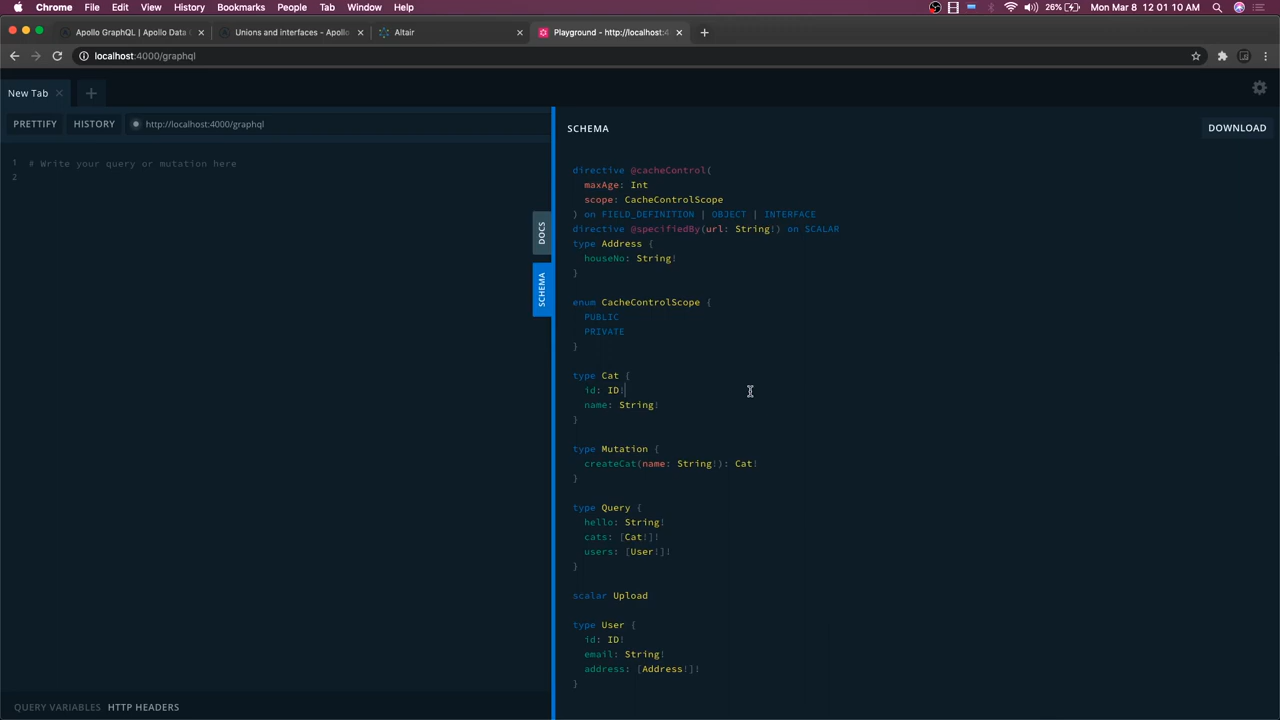 Chrome File Edit View History Bookmarks People Tab Window Help 26% Mon Mar 8 12 01 10 AM
Apollo GraphQL | Apollo Data Unions and interfaces - Apollo Altair Playground - http://localhost:4
localhost:4000/graphql
New Tab
PRETTIFY HISTORY http://localhost:4000/graphql
1 # Write your query or mutation here
2
DOCS
SCHEMA
SCHEMA DOWNLOAD
directive @cacheControl(
maxAge: Int
scope: CacheControlScope
) on FIELD_DEFINITION | OBJECT | INTERFACE
directive @specifiedBy(url: String!) on SCALAR
type Address {
houseNo: String!
}
enum CacheControlScope {
PUBLIC
PRIVATE
}
type Cat {
id: ID!
name: String!
}
type Mutation {
createCat(name: String!): Cat!
}
type Query {
hello: String!
cats: [Cat!]!
users: [User!]!
}
scalar Upload
type User {
id: ID!
email: String!
address: [Address!]!
}
QUERY VARIABLES HTTP HEADERS